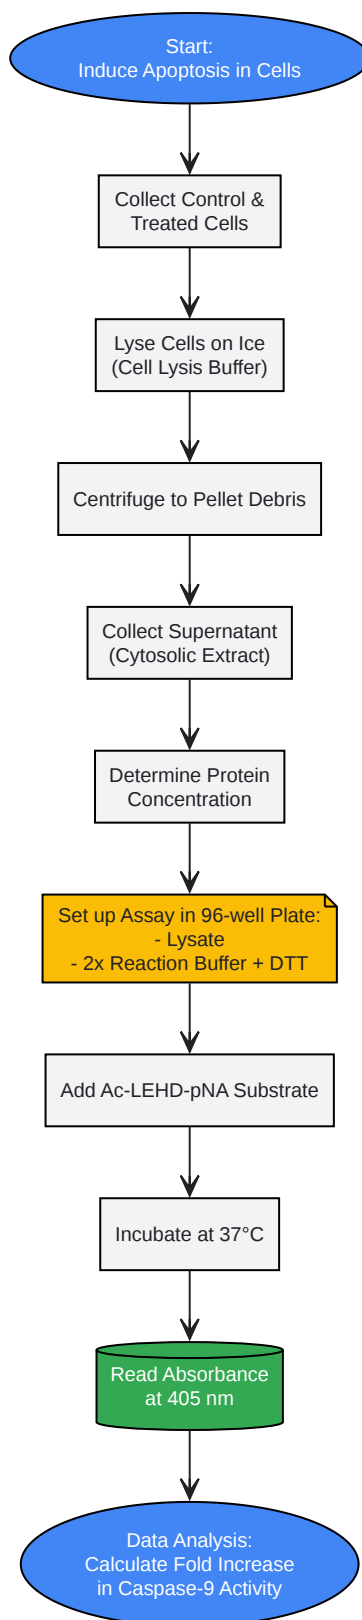 Start:
Induce Apoptosis in Cells
Collect Control &
Treated Cells
Lyse Cells on Ice
(Cell Lysis Buffer)
Centrifuge to Pellet Debris
Collect Supernatant
(Cytosolic Extract)
Determine Protein
Concentration
Set up Assay in 96-well Plate:
- Lysate
- 2x Reaction Buffer + DTT
Add Ac-LEHD-pNA Substrate
Incubate at 37°C
Read Absorbance
at 405 nm
Data Analysis:
Calculate Fold Increase
in Caspase-9 Activity